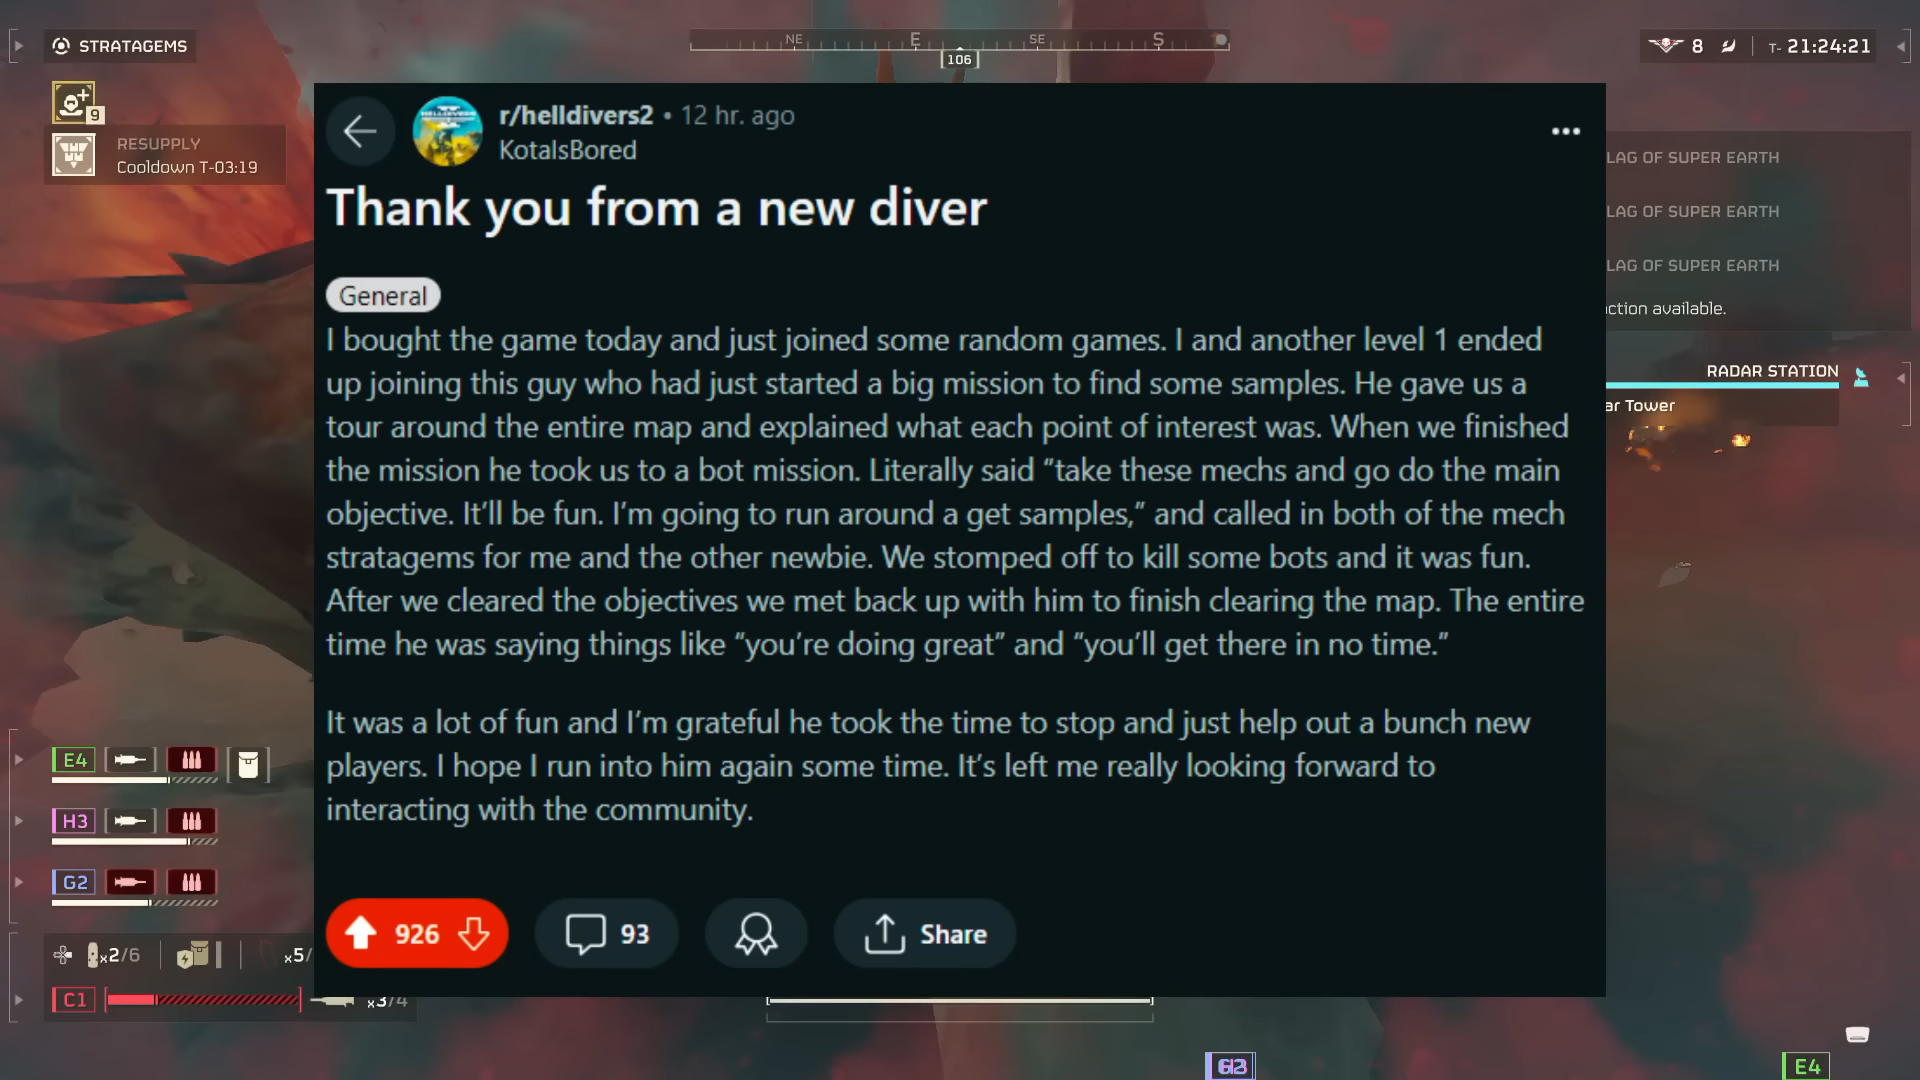 STRATAGEMS
NE E SE S
106
8 T- 21:24:21
9
RESUPPLY
Cooldown T-03:19
LAG OF SUPER EARTH
LAG OF SUPER EARTH
LAG OF SUPER EARTH
ction available.
RADAR STATION
ar Tower
r/helldivers2 • 12 hr. ago
KotaIsBored
Thank you from a new diver
General
I bought the game today and just joined some random games. I and another level 1 ended
up joining this guy who had just started a big mission to find some samples. He gave us a
tour around the entire map and explained what each point of interest was. When we finished
the mission he took us to a bot mission. Literally said “take these mechs and go do the main
objective. It’ll be fun. I’m going to run around a get samples,” and called in both of the mech
stratagems for me and the other newbie. We stomped off to kill some bots and it was fun.
After we cleared the objectives we met back up with him to finish clearing the map. The entire
time he was saying things like “you’re doing great” and “you’ll get there in no time.”
It was a lot of fun and I’m grateful he took the time to stop and just help out a bunch new
players. I hope I run into him again some time. It’s left me really looking forward to
interacting with the community.
926 93 Share
E4
H3
G2
x2/6 x5/
C1 x3/4
E4